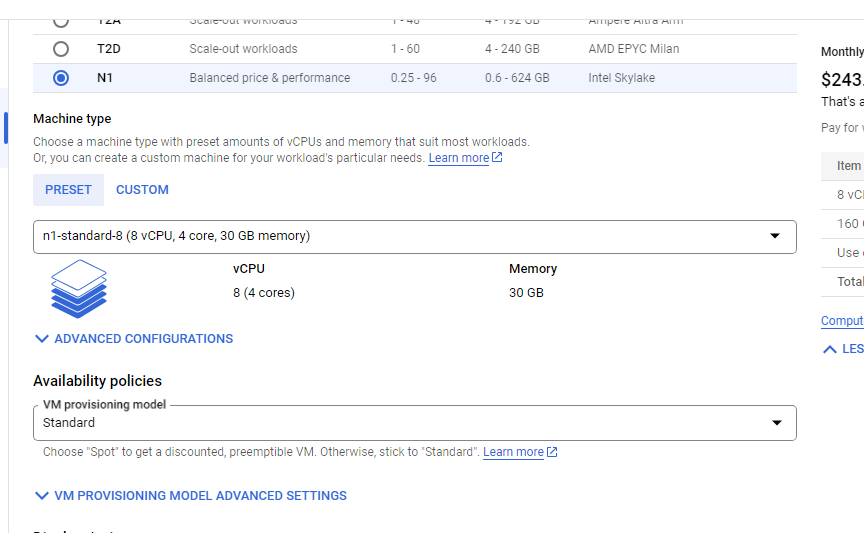 T2A Scale-out workloads 1 - 48 4 - 192 GB Ampere Altra Arm
T2D Scale-out workloads 1 - 60 4 - 240 GB AMD EPYC Milan
N1 Balanced price & performance 0.25 - 96 0.6 - 624 GB Intel Skylake
Machine type
Choose a machine type with preset amounts of vCPUs and memory that suit most workloads.
Or, you can create a custom machine for your workload's particular needs. Learn more
PRESET CUSTOM
n1-standard-8 (8 vCPU, 4 core, 30 GB memory)
vCPU Memory
8 (4 cores) 30 GB
ADVANCED CONFIGURATIONS
Availability policies
VM provisioning model
Standard
Choose "Spot" to get a discounted, preemptible VM. Otherwise, stick to "Standard". Learn more
VM PROVISIONING MODEL ADVANCED SETTINGS
Monthly
$243.
That's a
Pay for
Item
8 vC
160
Use
Total
Comput
LES